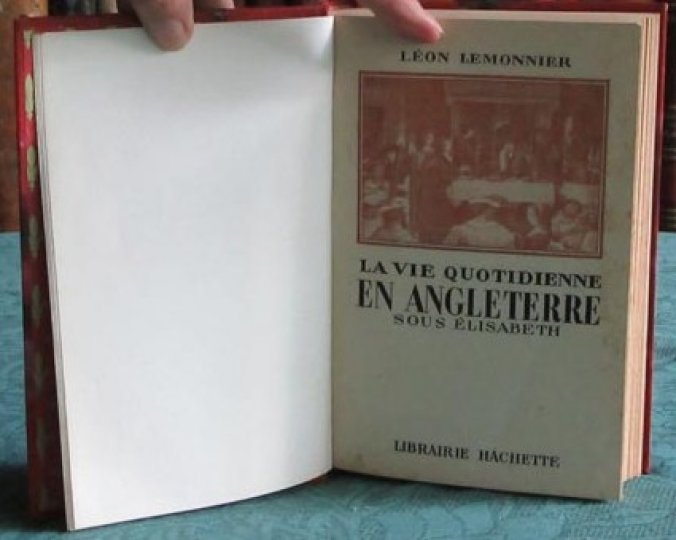 LÉON LEMONNIER
LA VIE QUOTIDIENNE
EN ANGLETERRE
SOUS ÉLISABETH
LIBRAIRIE HACHETTE